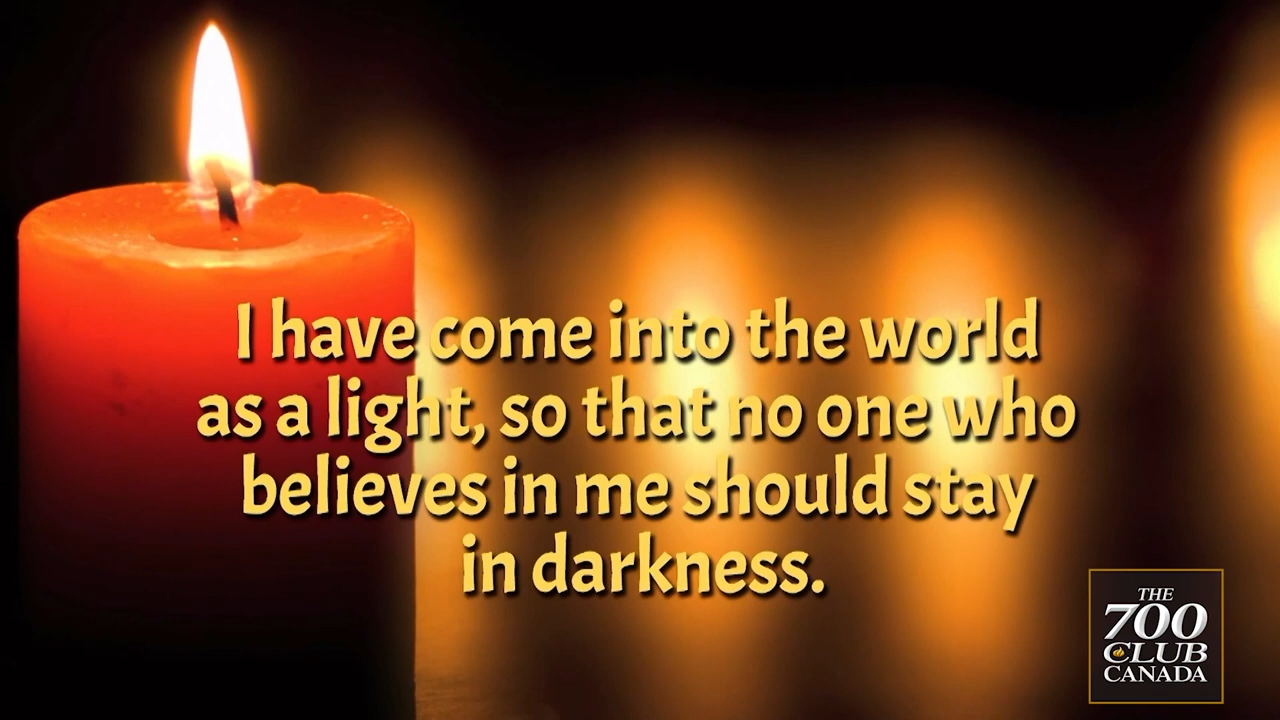 I have come into the world
as a light, so that no one who
believes in me should stay
in darkness.
THE
700
CLUB
CANADA